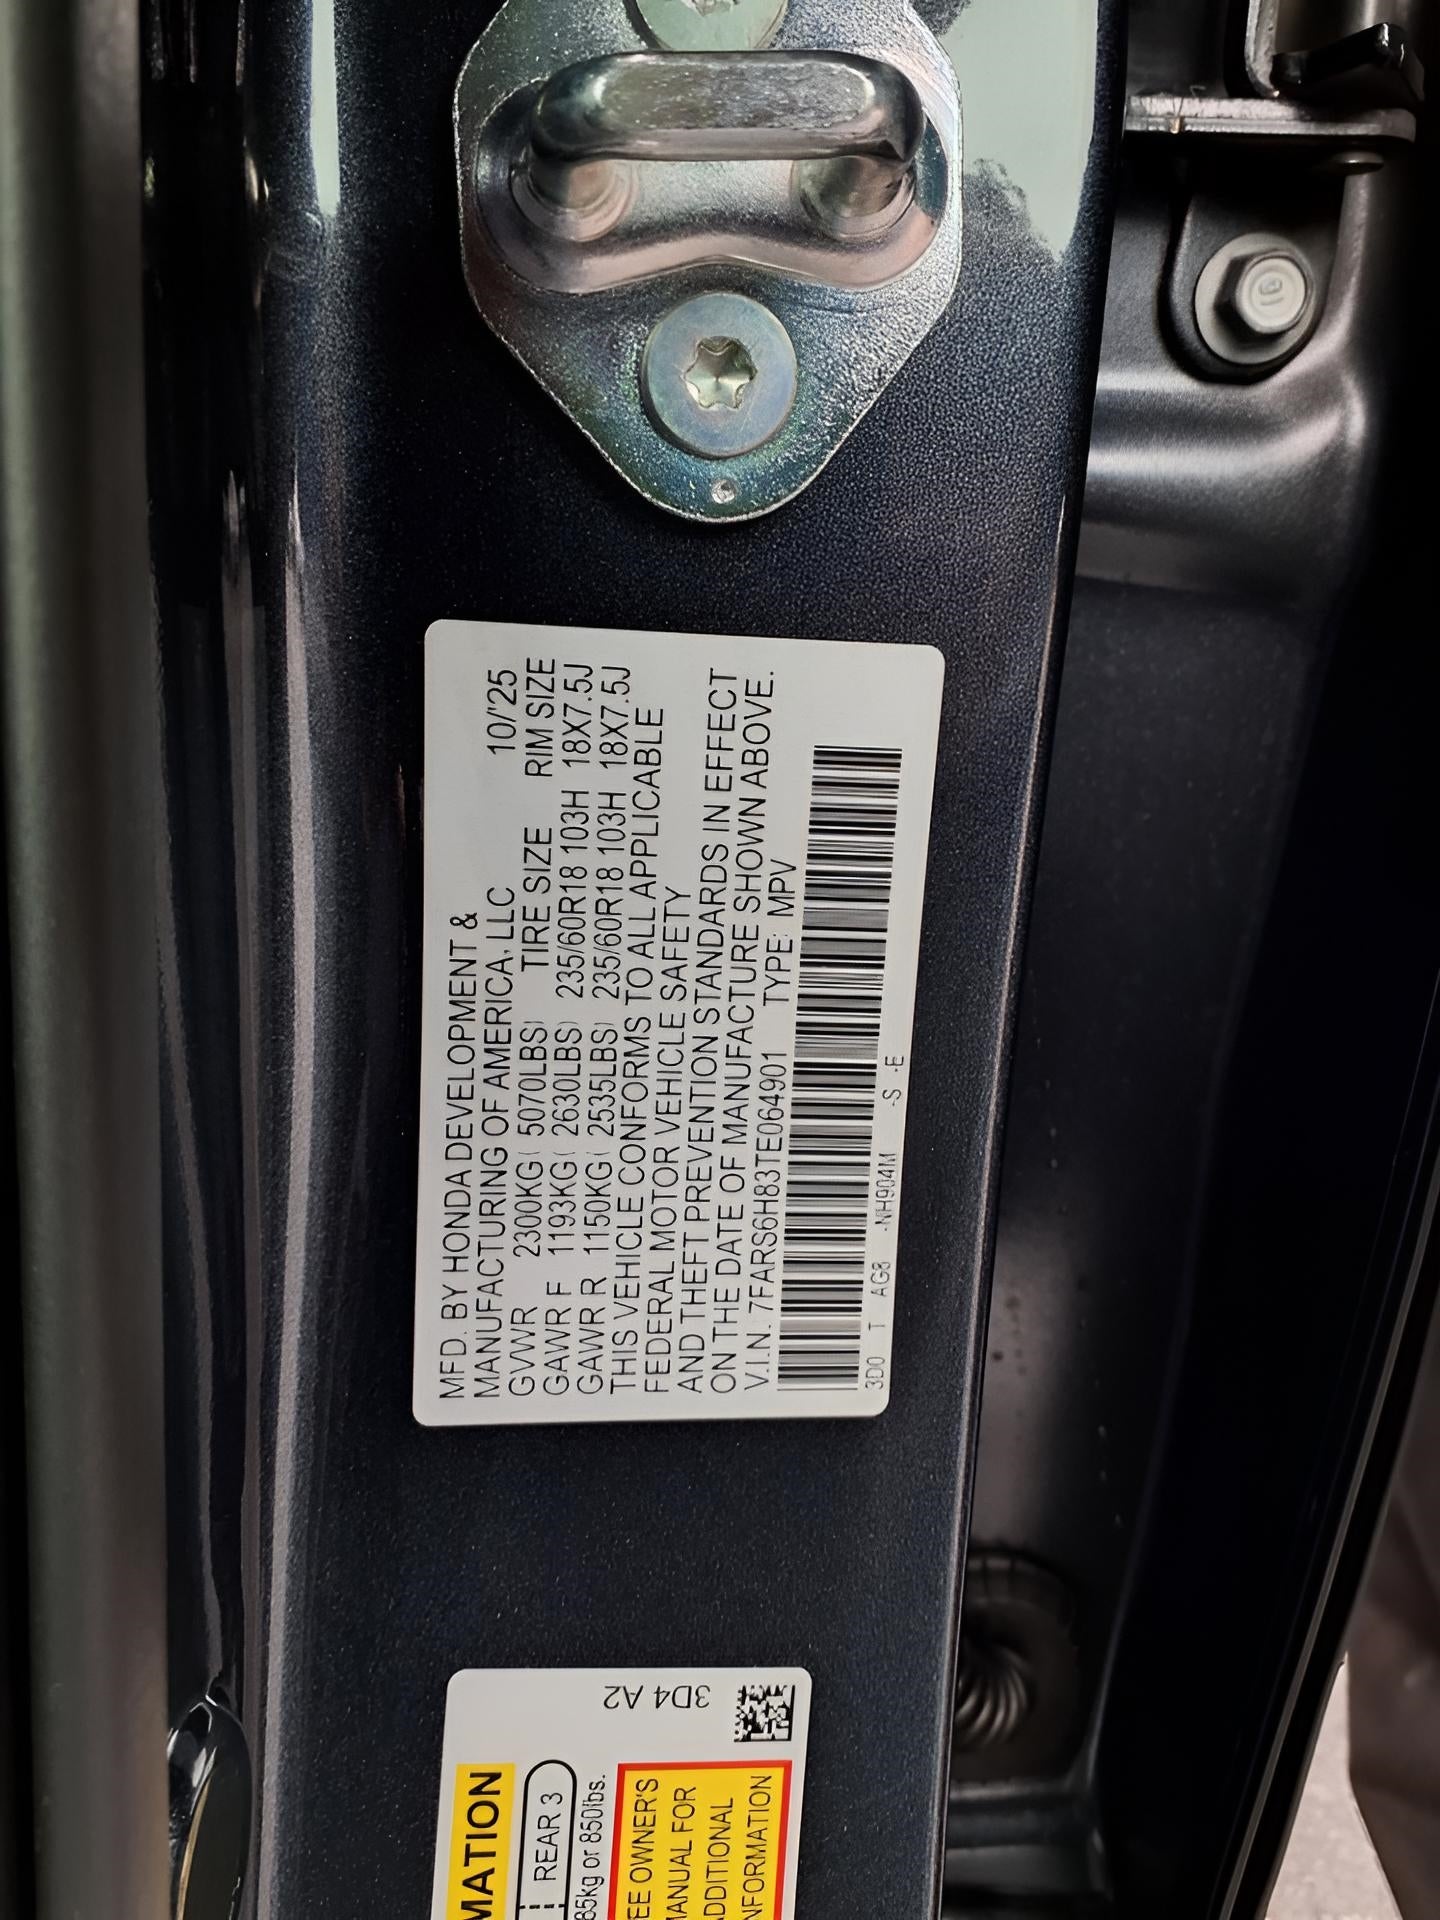 MFD. BY HONDA DEVELOPMENT &
MANUFACTURING OF AMERICA, LLC 10/'25
GVWR 2300KG( 5070LBS) TIRE SIZE RIM SIZE
GAWR F 1193KG( 2630LBS) 235/60R18 103H 18X7.5J
GAWR R 1150KG( 2535LBS) 235/60R18 103H 18X7.5J
THIS VEHICLE CONFORMS TO ALL APPLICABLE
FEDERAL MOTOR VEHICLE SAFETY
AND THEFT PREVENTION STANDARDS IN EFFECT
ON THE DATE OF MANUFACTURE SHOWN ABOVE.
V.I.N. 7FARS6H83TE064901 TYPE: MPV
3D0 T AG8 -NH904M -S -E
3D4 A2
MATION
REAR 3
85kg or 850lbs.
EE OWNER'S
MANUAL FOR
ADDITIONAL
NFORMATION